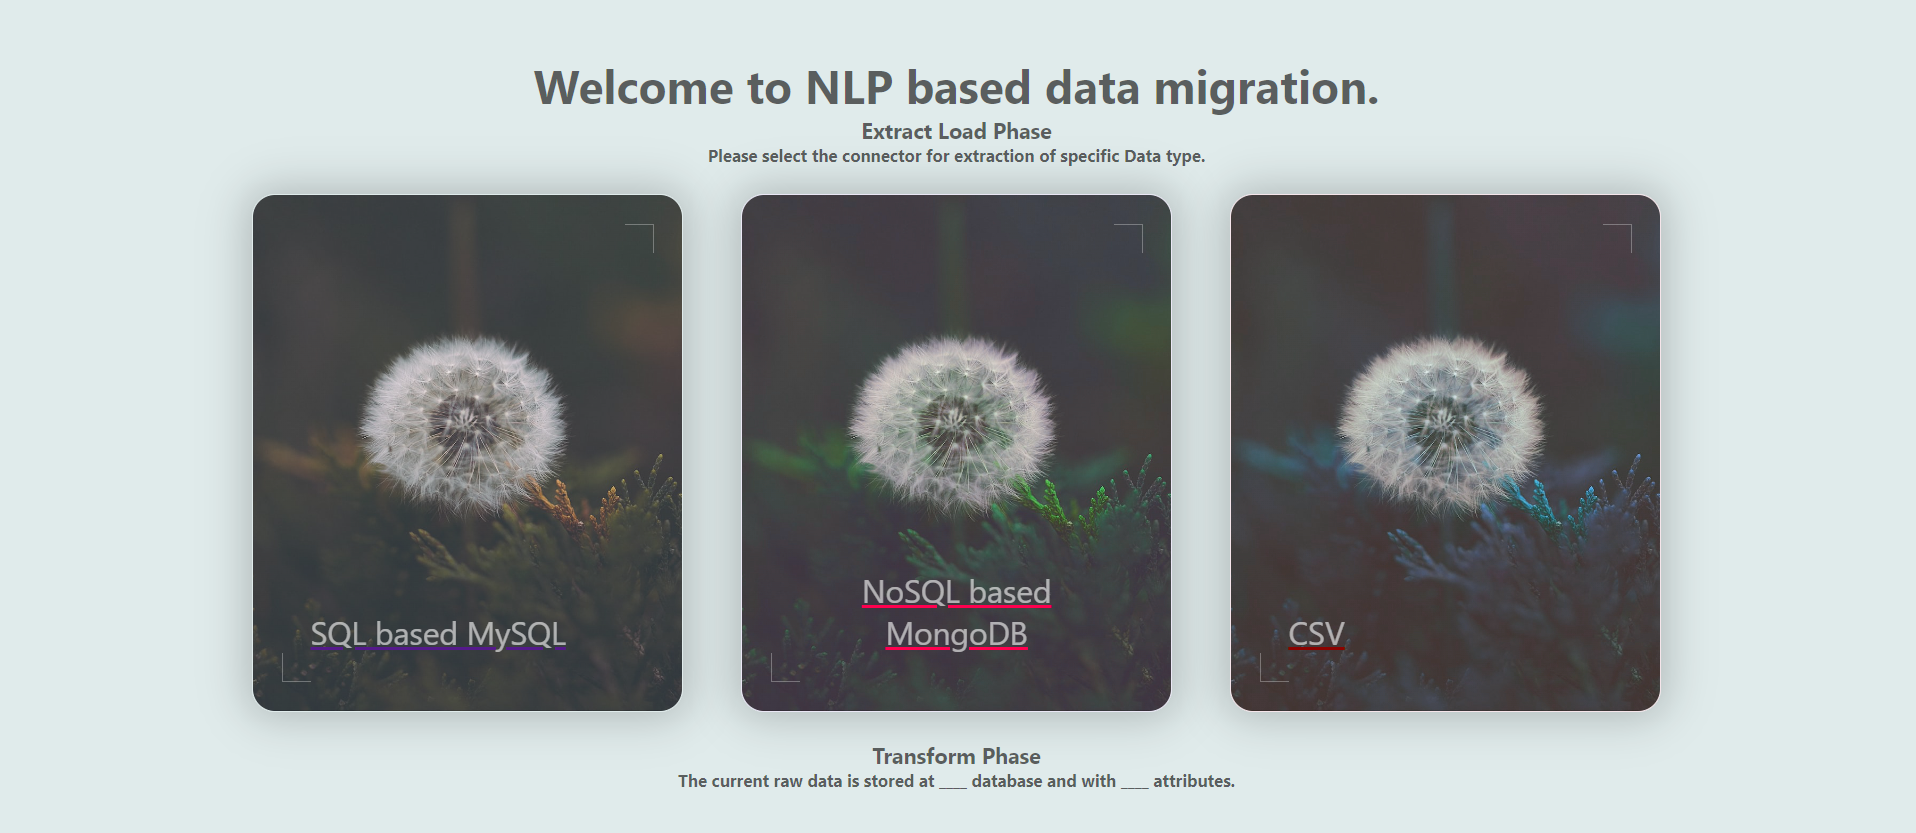 Welcome to NLP based data migration.
Extract Load Phase
Please select the connector for extraction of specific Data type.
SQL based MySQL
NoSQL based
MongoDB
CSV
Transform Phase
The current raw data is stored at ___ database and with ___ attributes.